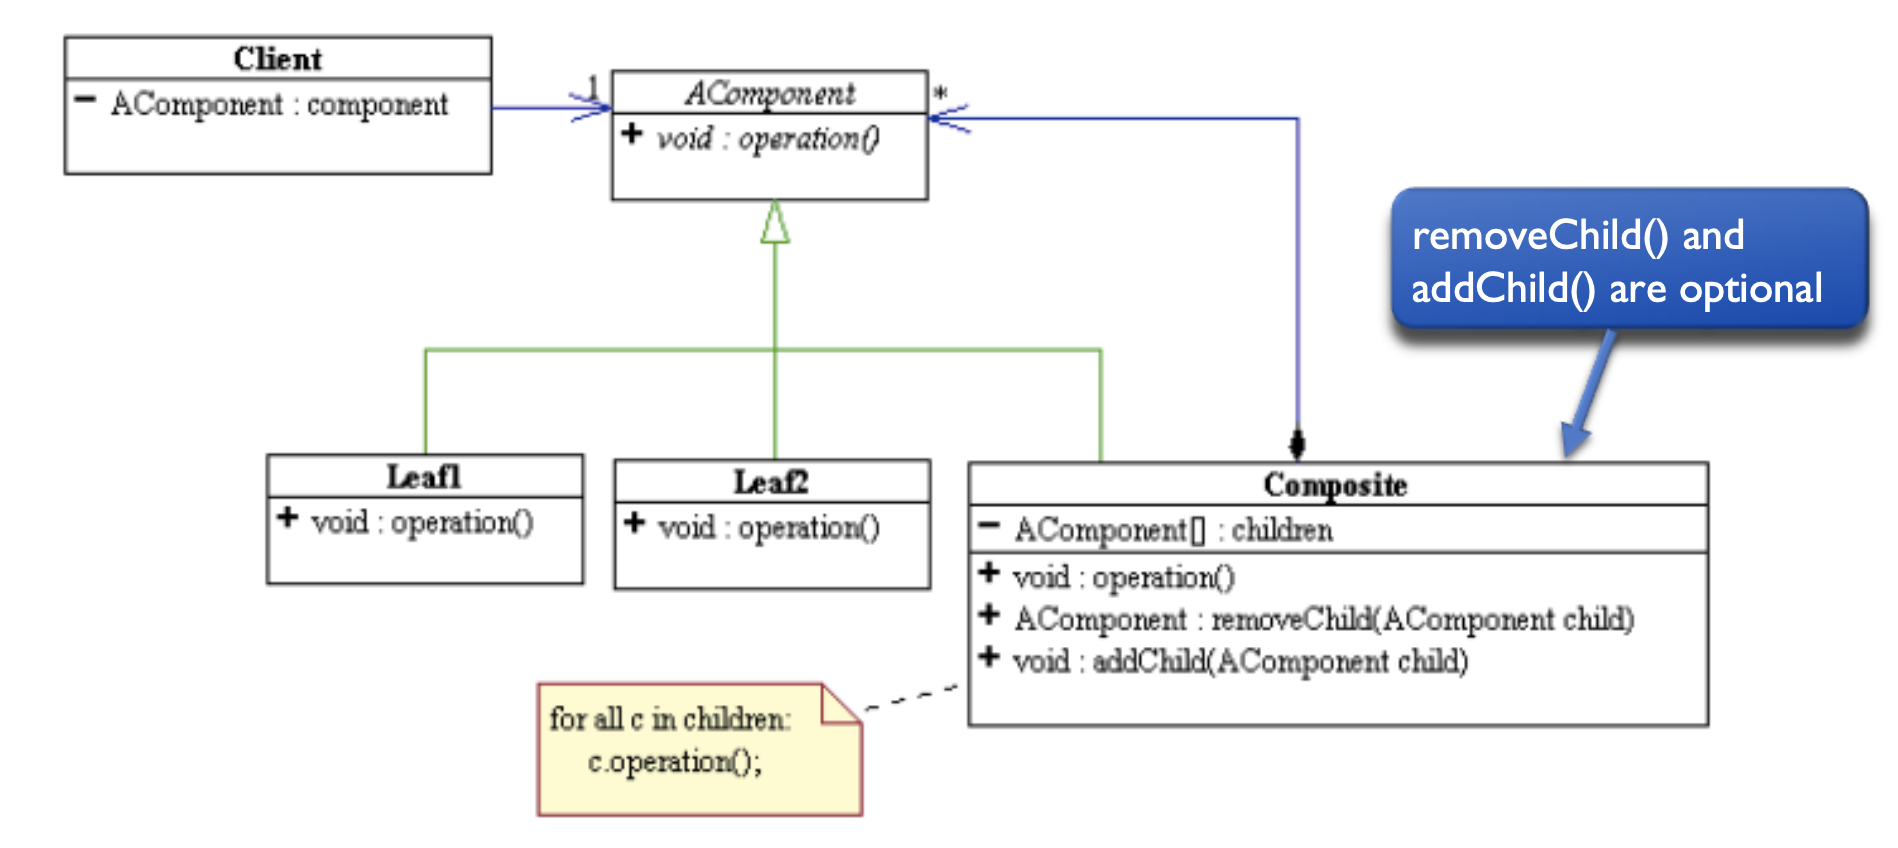 Client
− AComponent : component
1
AComponent
+ void : operation()
*
removeChild() and
addChild() are optional
Leaf1
+ void : operation()
Leaf2
+ void : operation()
Composite
− AComponent[] : children
+ void : operation()
+ AComponent : removeChild(AComponent child)
+ void : addChild(AComponent child)
for all c in children:
c.operation();